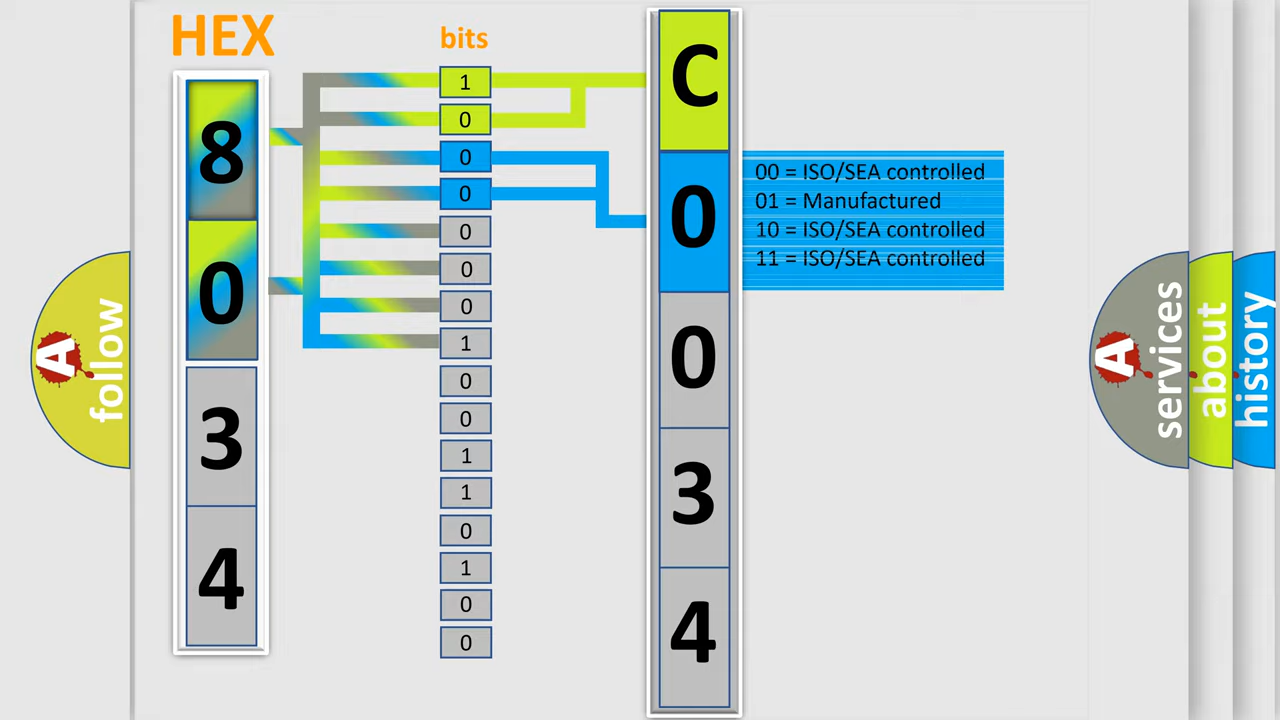 HEX
bits
8
0
3
4
1
0
0
0
0
0
0
1
0
0
1
1
0
1
0
0
C
0
0
3
4
00 = ISO/SEA controlled
01 = Manufactured
10 = ISO/SEA controlled
11 = ISO/SEA controlled
A
follow
A
services
about
history